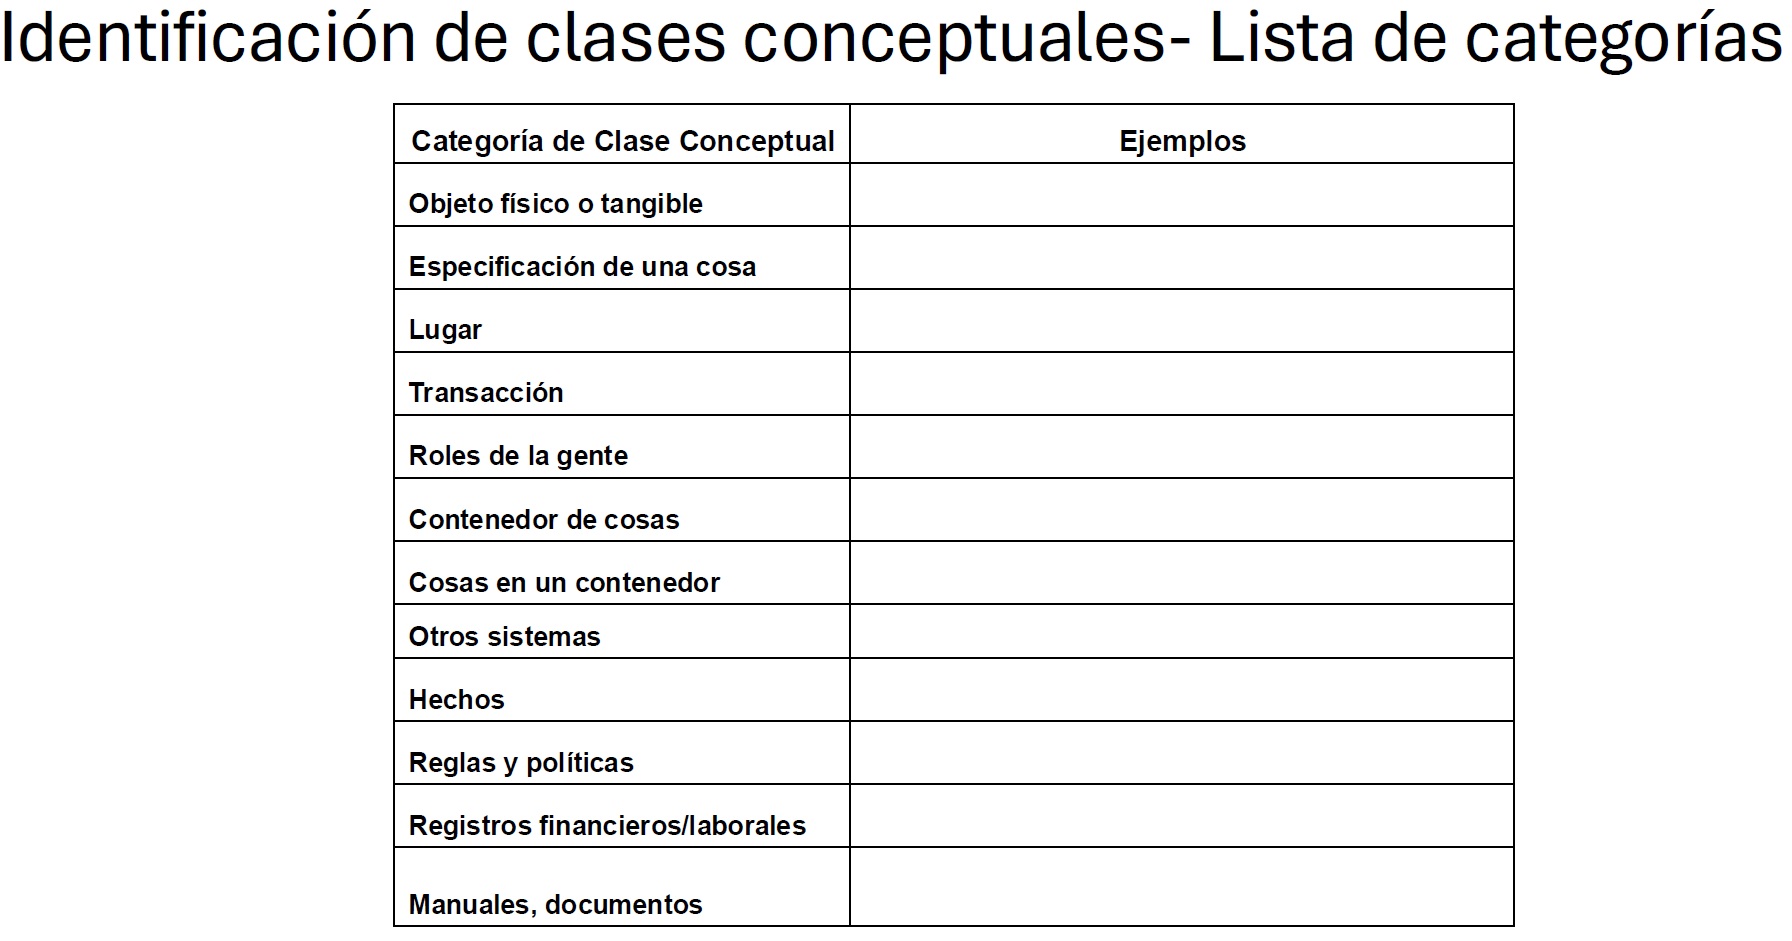 Identificación de clases conceptuales- Lista de categorías
Categoría de Clase Conceptual
Ejemplos
Objeto físico o tangible
Especificación de una cosa
Lugar
Transacción
Roles de la gente
Contenedor de cosas
Cosas en un contenedor
Otros sistemas
Hechos
Reglas y políticas
Registros financieros/laborales
Manuales, documentos